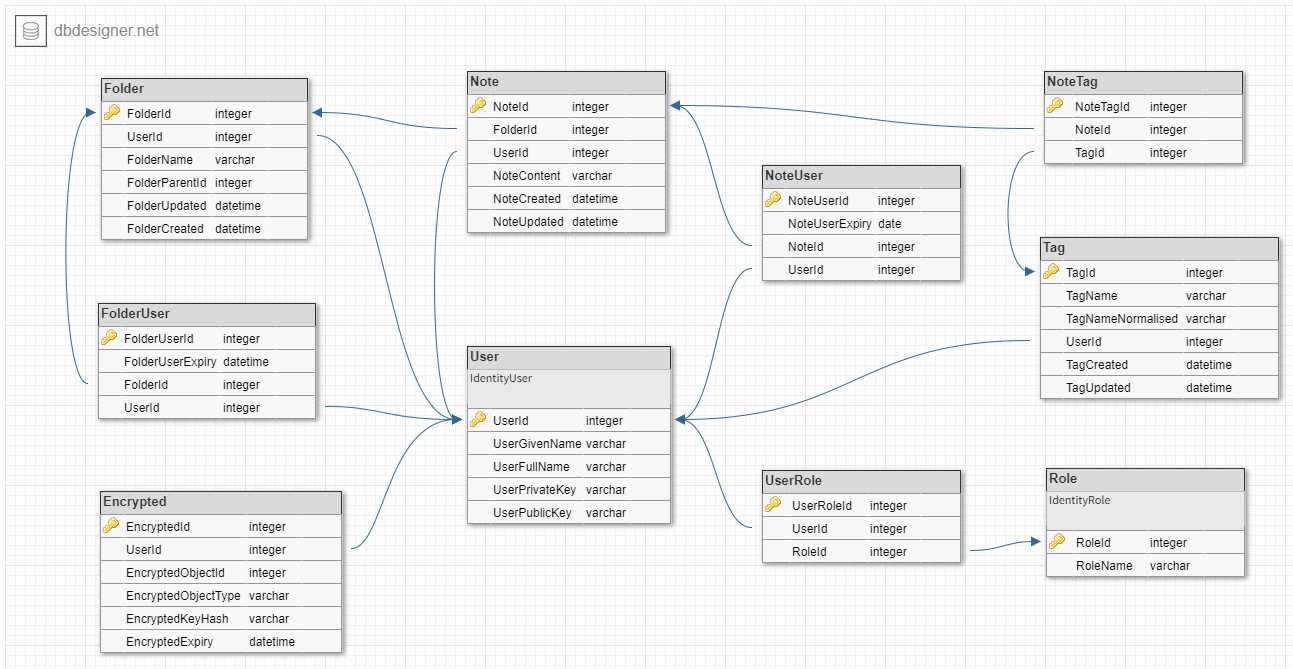 dbdesigner.net
Folder
FolderId integer
UserId integer
FolderName varchar
FolderParentId integer
FolderUpdated datetime
FolderCreated datetime
Note
NoteId integer
FolderId integer
UserId integer
NoteContent varchar
NoteCreated datetime
NoteUpdated datetime
NoteTag
NoteTagId integer
NoteId integer
TagId integer
NoteUser
NoteUserId integer
NoteUserExpiry date
NoteId integer
UserId integer
Tag
TagId integer
TagName varchar
TagNameNormalised varchar
UserId integer
TagCreated datetime
TagUpdated datetime
FolderUser
FolderUserId integer
FolderUserExpiry datetime
FolderId integer
UserId integer
User
IdentityUser
UserId integer
UserGivenName varchar
UserFullName varchar
UserPrivateKey varchar
UserPublicKey varchar
Encrypted
EncryptedId integer
UserId integer
EncryptedObjectId integer
EncryptedObjectType varchar
EncryptedKeyHash varchar
EncryptedExpiry datetime
UserRole
UserRoleId integer
UserId integer
RoleId integer
Role
IdentityRole
RoleId integer
RoleName varchar